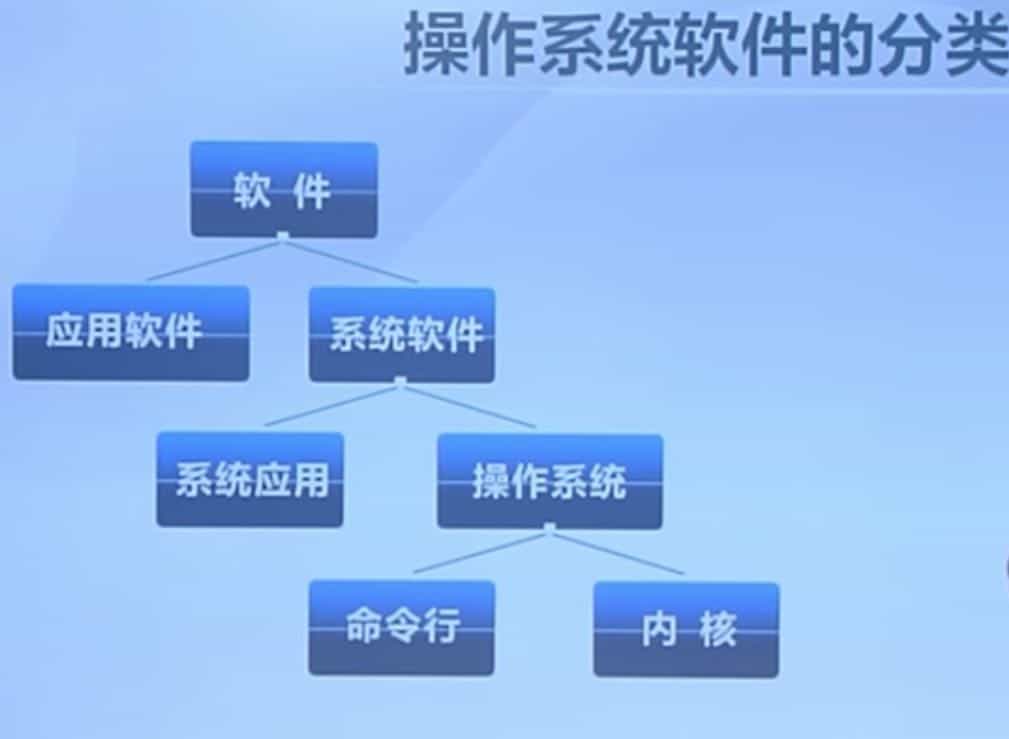 操作系统软件的分类
软 件
应用软件
系统软件
系统应用
操作系统
命令行
内 核